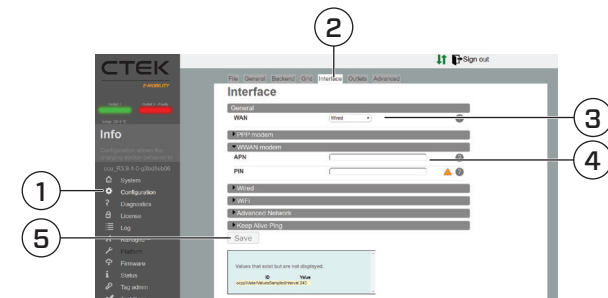 2
CTEK
E-MOBILITY
Sign out
File General Backend Grid Interface Outlets Advanced
Interface
General
WAN Wired
3
PPP modem
WWAN modem
APN
4
PIN
Wired
WiFi
Advanced Network
Keep Alive Ping
Save
5
Info
System
1
Configuration
Diagnostics
License
Log
Platform
Firmware
Status
Tag admin
Values that exist but are not displayed.
ID Value